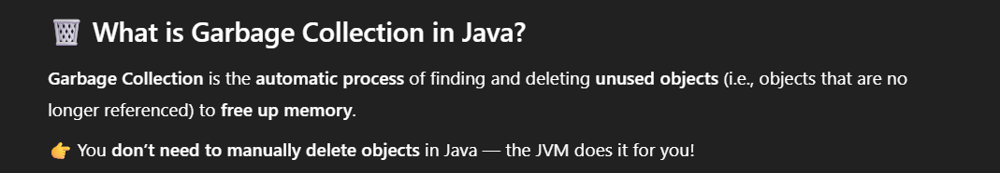 🗑️ What is Garbage Collection in Java?
Garbage Collection is the automatic process of finding and deleting unused objects (i.e., objects that are no
longer referenced) to free up memory.
👉 You don't need to manually delete objects in Java — the JVM does it for you!